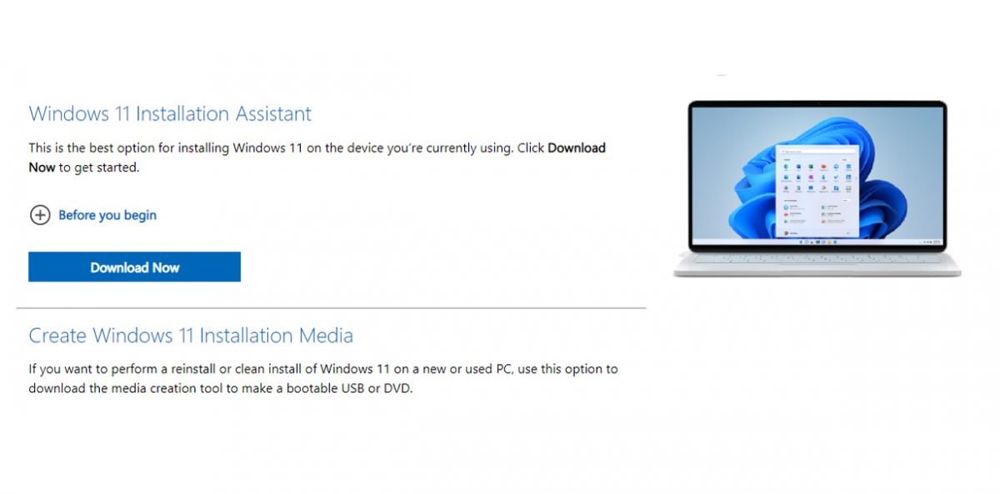 Windows 11 Installation Assistant
This is the best option for installing Windows 11 on the device you’re currently using. Click Download
Now to get started.
Before you begin
Download Now
Create Windows 11 Installation Media
If you want to perform a reinstall or clean install of Windows 11 on a new or used PC, use this option to
download the media creation tool to make a bootable USB or DVD.